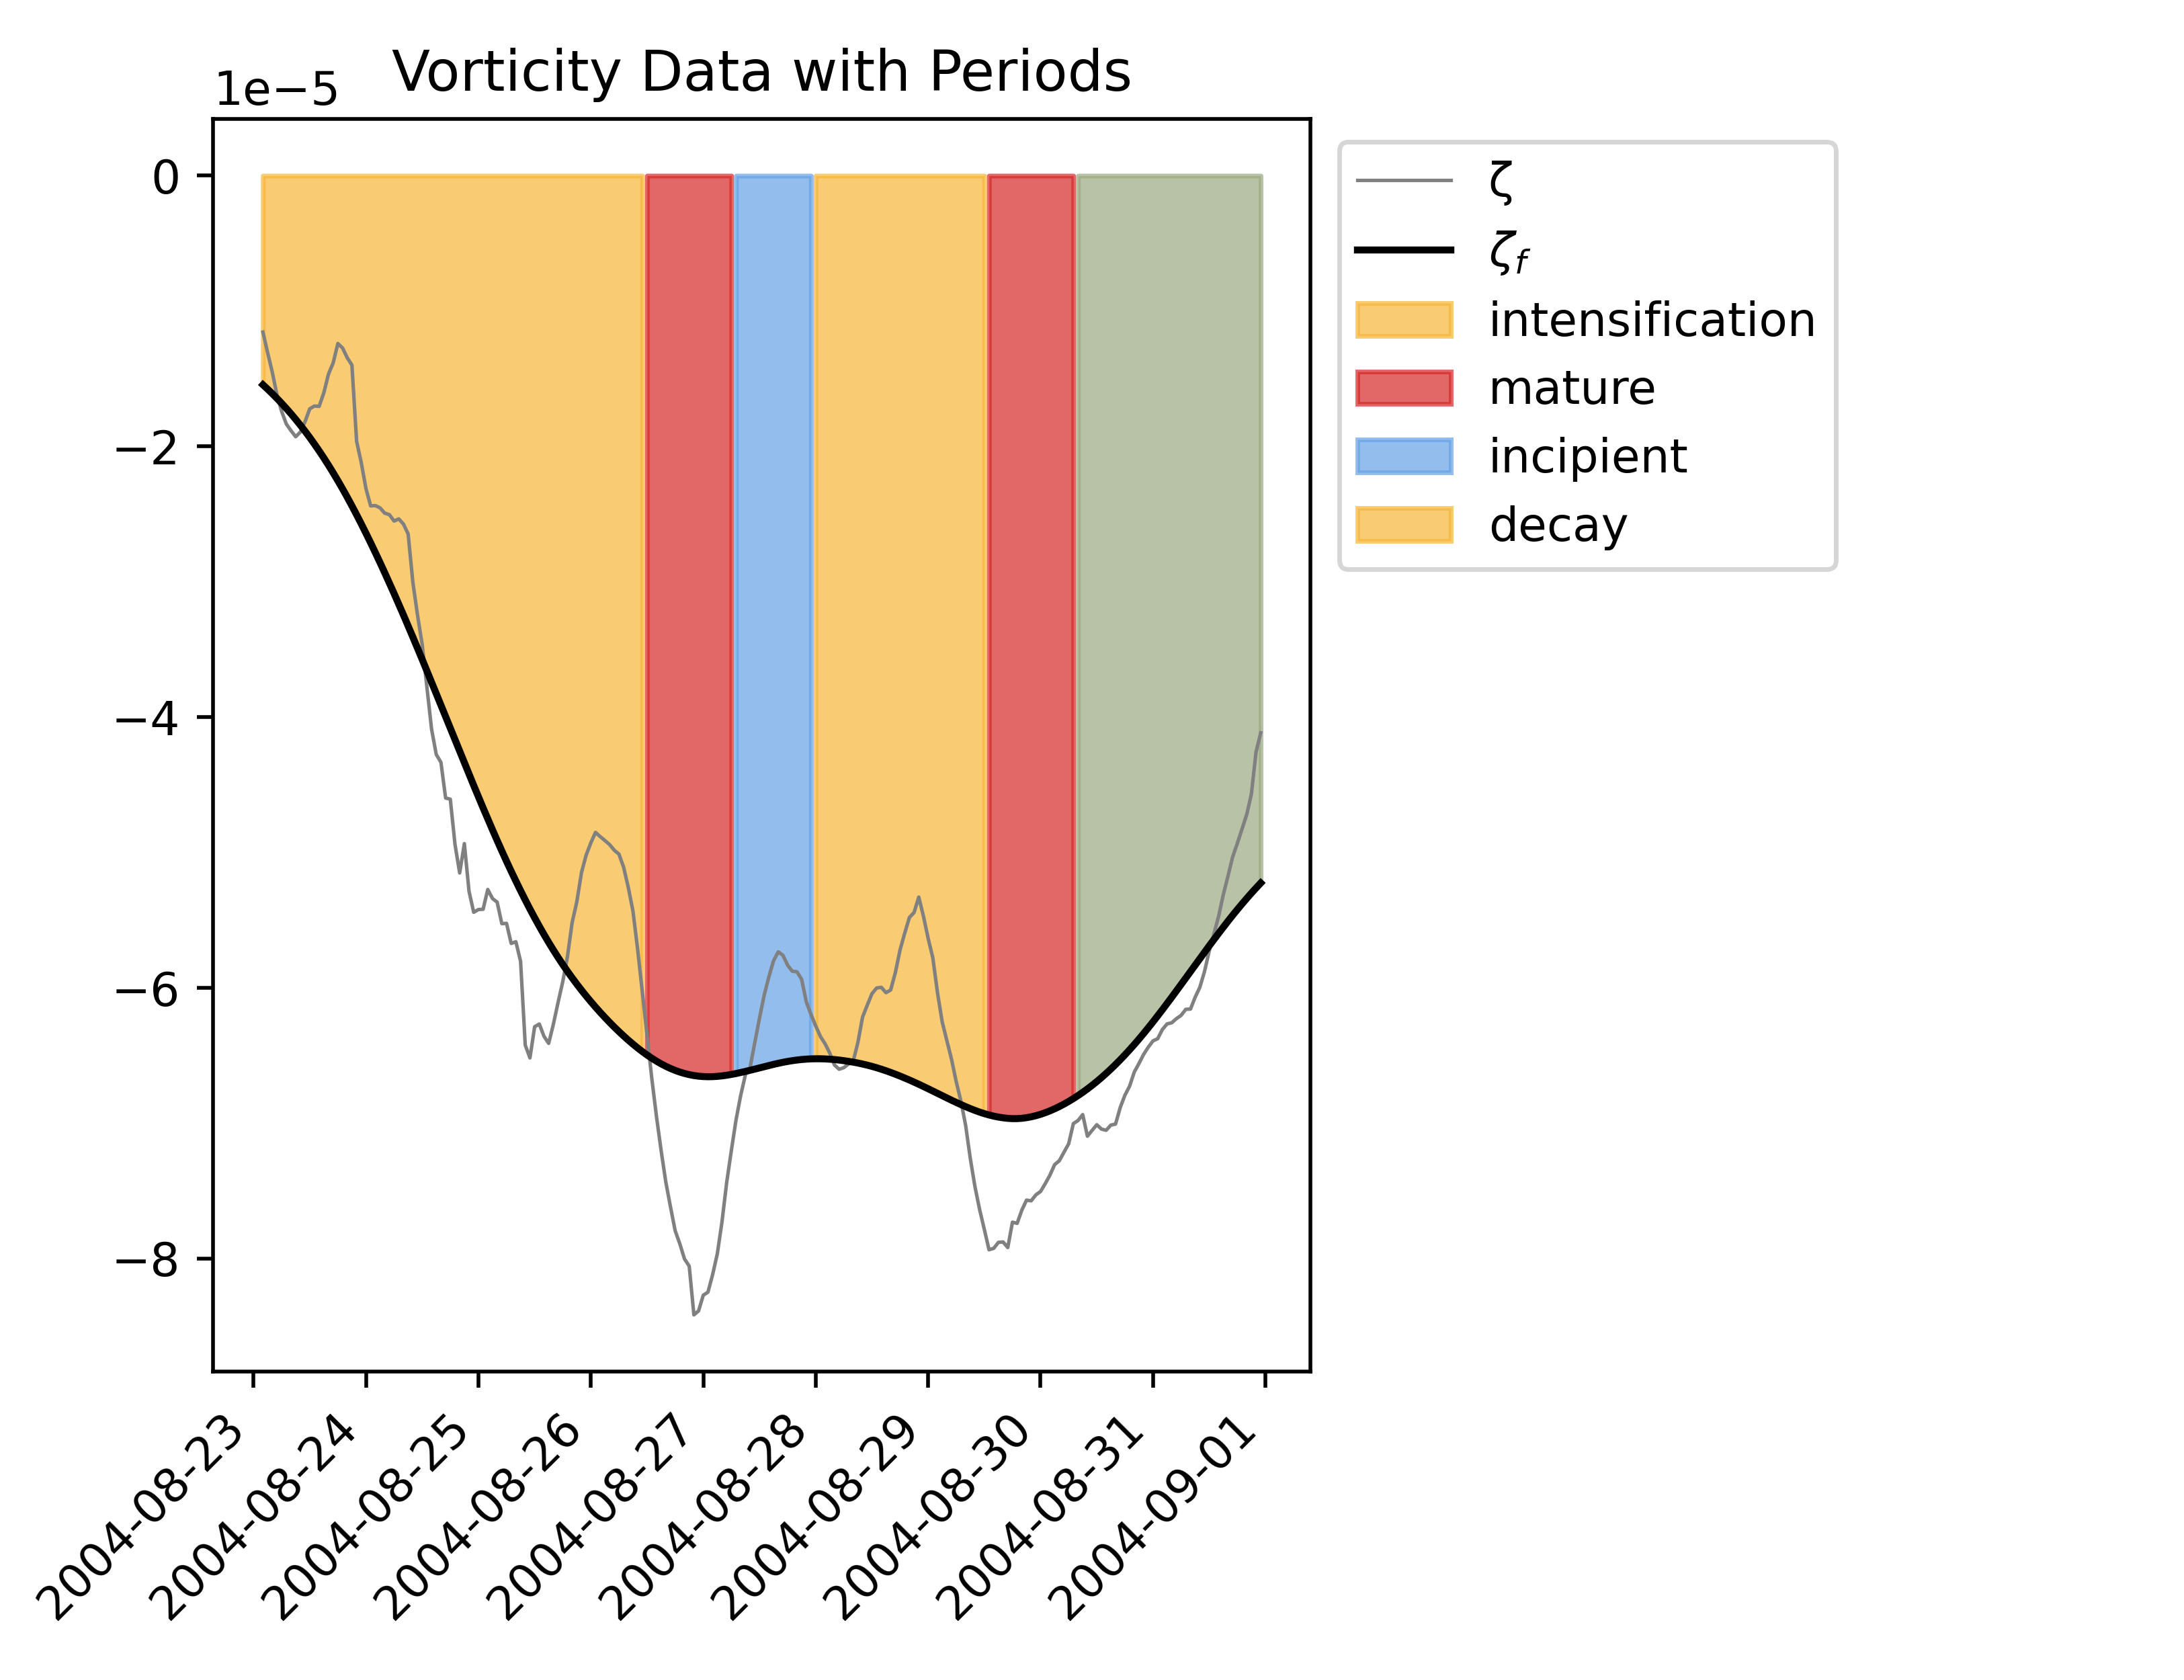 Vorticity Data with Periods
1e−5
0
−2
−4
−6
−8
2004-08-23
2004-08-24
2004-08-25
2004-08-26
2004-08-27
2004-08-28
2004-08-29
2004-08-30
2004-08-31
2004-09-01
ζ
ζf
intensification
mature
incipient
decay